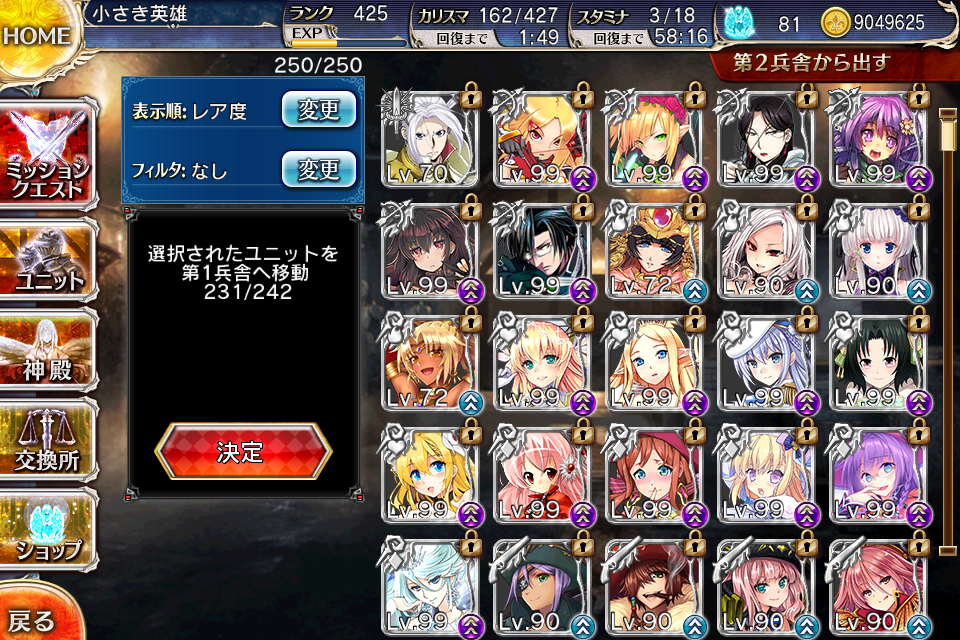 HOME
小さき英雄
ランク 425
EXP
カリスマ 162/427
回復まで 1:49
スタミナ 3/18
回復まで 58:16
81
9049625
250/250
第2兵舎から出す
表示順: レア度
変更
フィルタ: なし
変更
選択されたユニットを
第1兵舎へ移動
231/242
決定
ミッション
クエスト
ユニット
神殿
交換所
ショップ
戻る
Lv.70 Lv.99 Lv.99 Lv.99 Lv.99
Lv.99 Lv.99 Lv.72 Lv.90 Lv.90
Lv.72 Lv.99 Lv.99 Lv.99 Lv.99
Lv.99 Lv.99 Lv.99 Lv.99 Lv.99
Lv.99 Lv.90 Lv.90 Lv.90 Lv.90